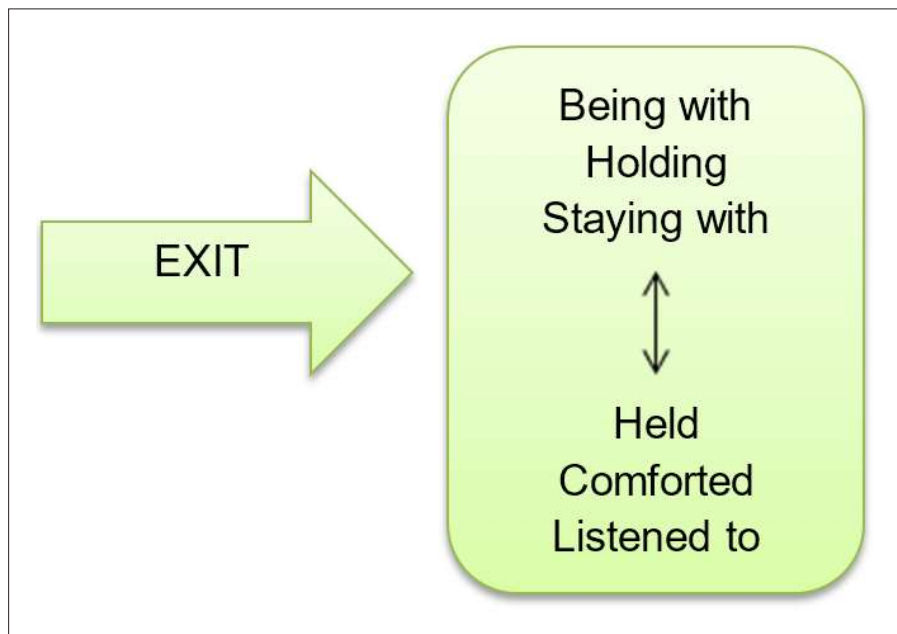 EXIT
Being with
Holding
Staying with
Held
Comforted
Listened to